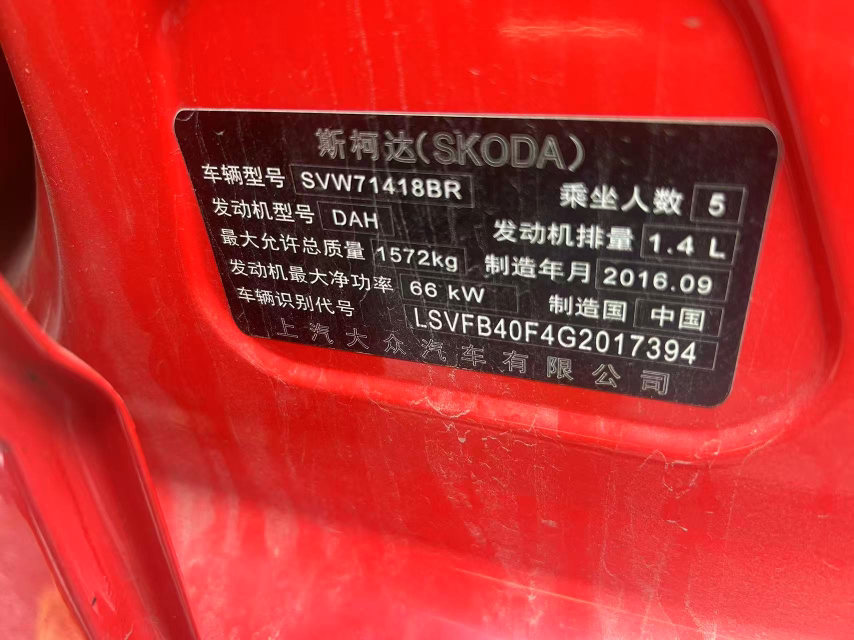 斯柯达(SKODA)
车辆型号 SVW71418BR 乘坐人数 5
发动机型号 DAH 发动机排量 1.4 L
最大允许总质量 1572kg 制造年月 2016.09
发动机最大净功率 66 kW 制造国 中国
车辆识别代号 LSVFB40F4G2017394
上汽大众汽车有限公司